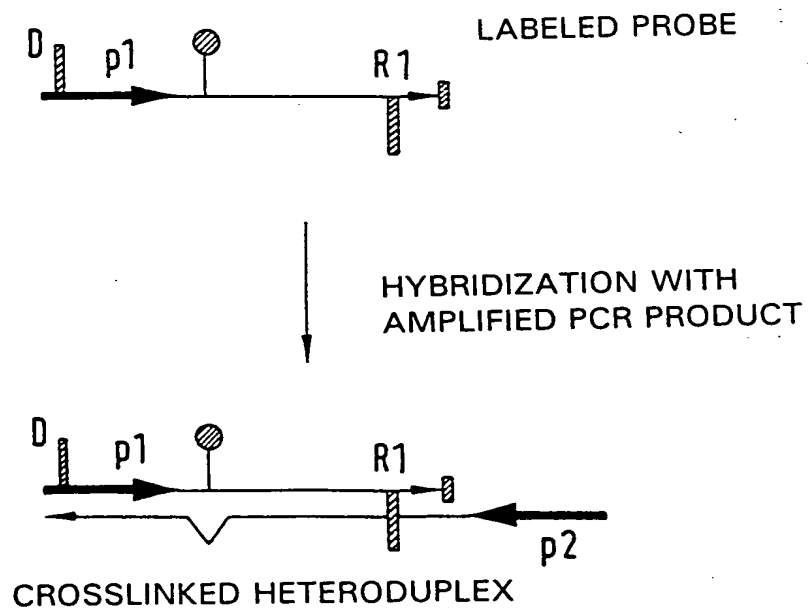 LABELED PROBE
D
p1
R1
HYBRIDIZATION WITH
AMPLIFIED PCR PRODUCT
D
p1
R1
p2
CROSSLINKED HETERODUPLEX